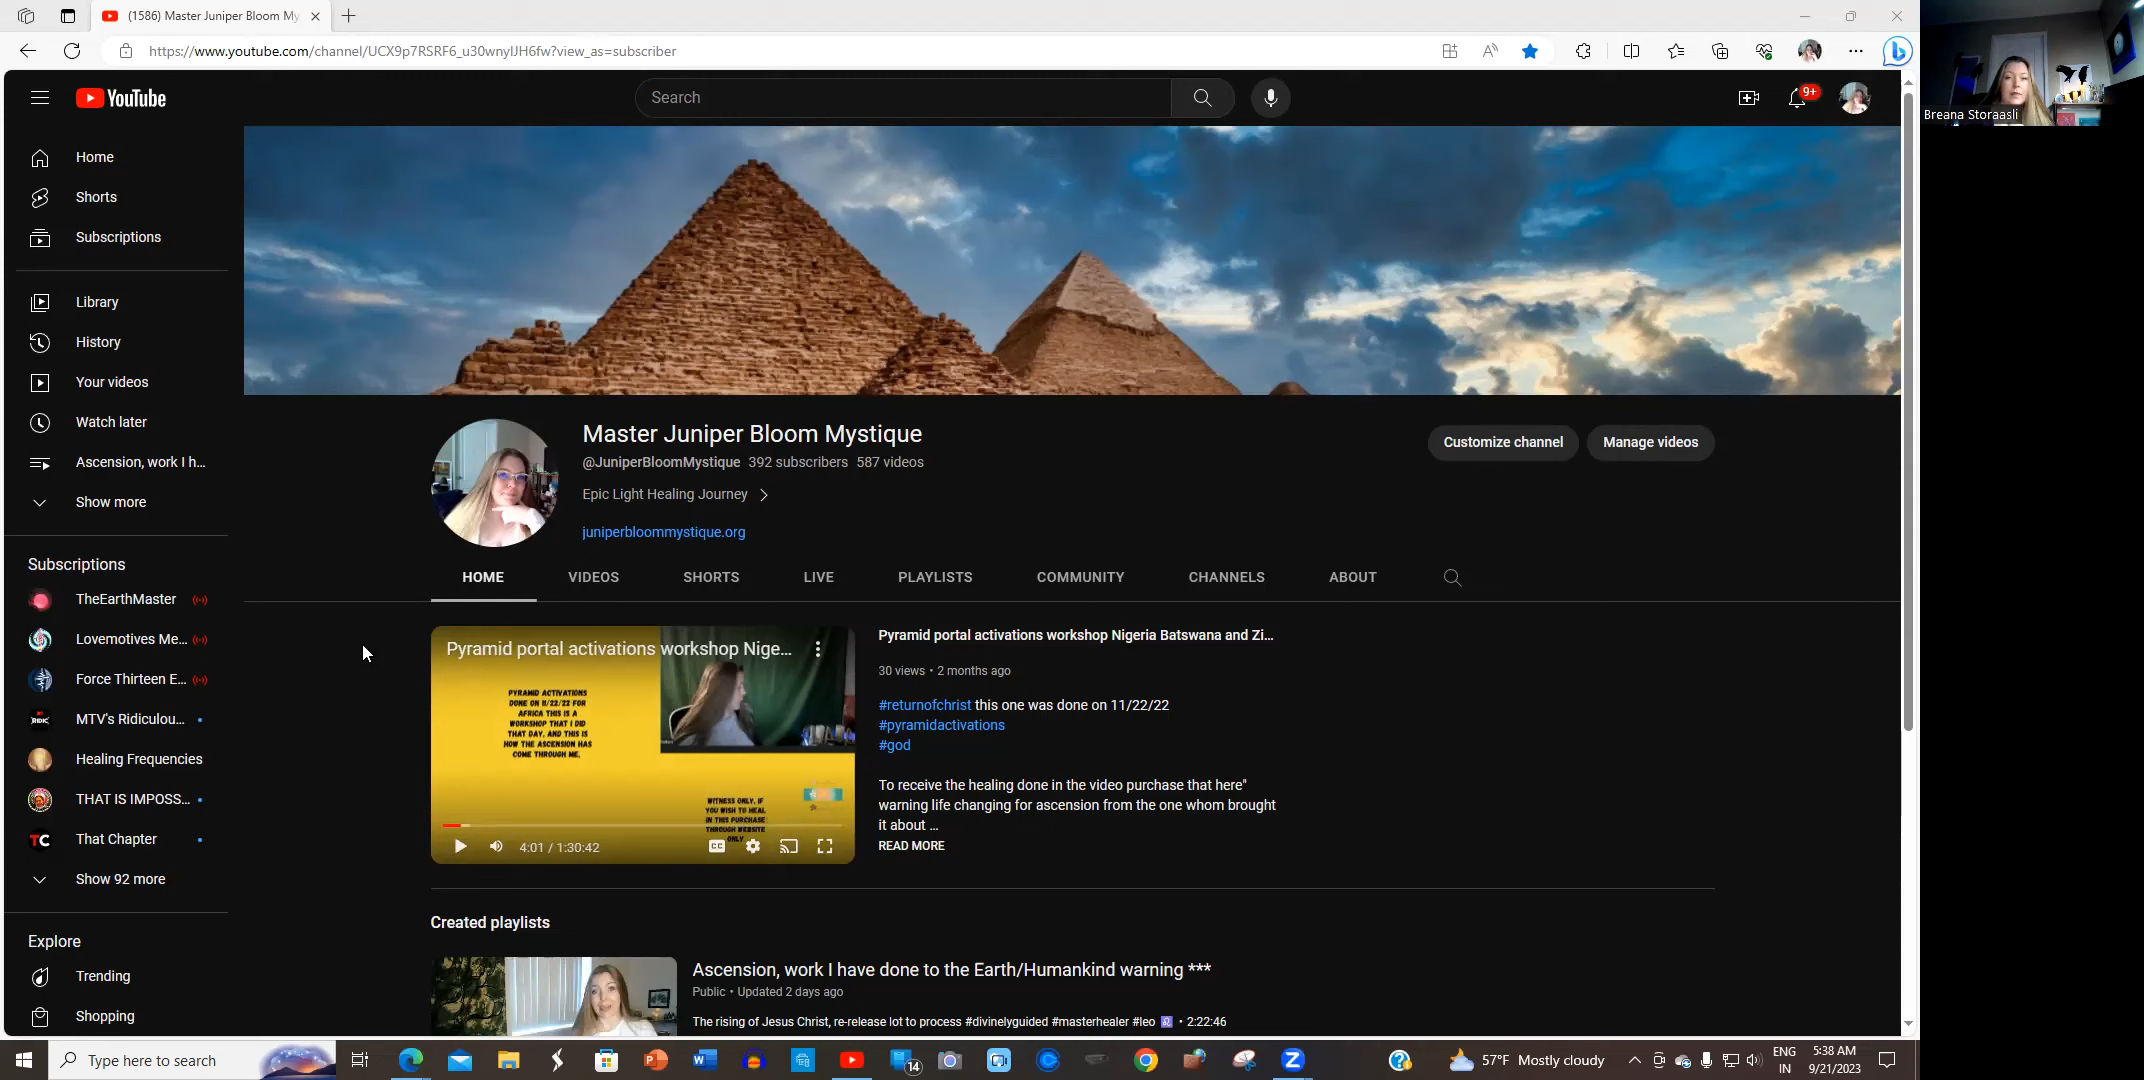 (1586) Master Juniper Bloom My
https://www.youtube.com/channel/UCX9p7RSRF6_u30wnylJH6fw?view_as=subscriber
YouTube
Search
9+
Breana Storaasli
Home
Shorts
Subscriptions
Library
History
Your videos
Watch later
Ascension, work I h...
Show more
Subscriptions
TheEarthMaster
Lovemotives Me...
Force Thirteen E...
MTV's Ridiculou...
Healing Frequencies
THAT IS IMPOSS...
That Chapter
Show 92 more
Explore
Trending
Shopping
Master Juniper Bloom Mystique
@JuniperBloomMystique 392 subscribers 587 videos
Epic Light Healing Journey
juniperbloommystique.org
Customize channel
Manage videos
HOME VIDEOS SHORTS LIVE PLAYLISTS COMMUNITY CHANNELS ABOUT
Pyramid portal activations workshop Nige...
PYRAMID ACTIVATIONS
DONE ON 11/22/22 FOR
AFRICA THIS IS A
WORKSHOP THAT I DID
THAT DAY, AND THIS IS
HOW THE ASCENSION HAS
COME THROUGH ME,
WITNESS ONLY, IF
YOU WISH TO HEAL
IN THIS PURCHASE
THROUGH WEBSITE
ONLY
CC
4:01 / 1:30:42
Pyramid portal activations workshop Nigeria Batswana and Zi...
30 views • 2 months ago
#returnofchrist this one was done on 11/22/22
#pyramidactivations
#god
To receive the healing done in the video purchase that here"
warning life changing for ascension from the one whom brought
it about ...
READ MORE
Created playlists
Ascension, work I have done to the Earth/Humankind warning ***
Public • Updated 2 days ago
The rising of Jesus Christ, re-release lot to process #divinelyguided #masterhealer #leo ♌ • 2:22:46
Type here to search
14
57°F Mostly cloudy
ENG
IN
5:38 AM
9/21/2023